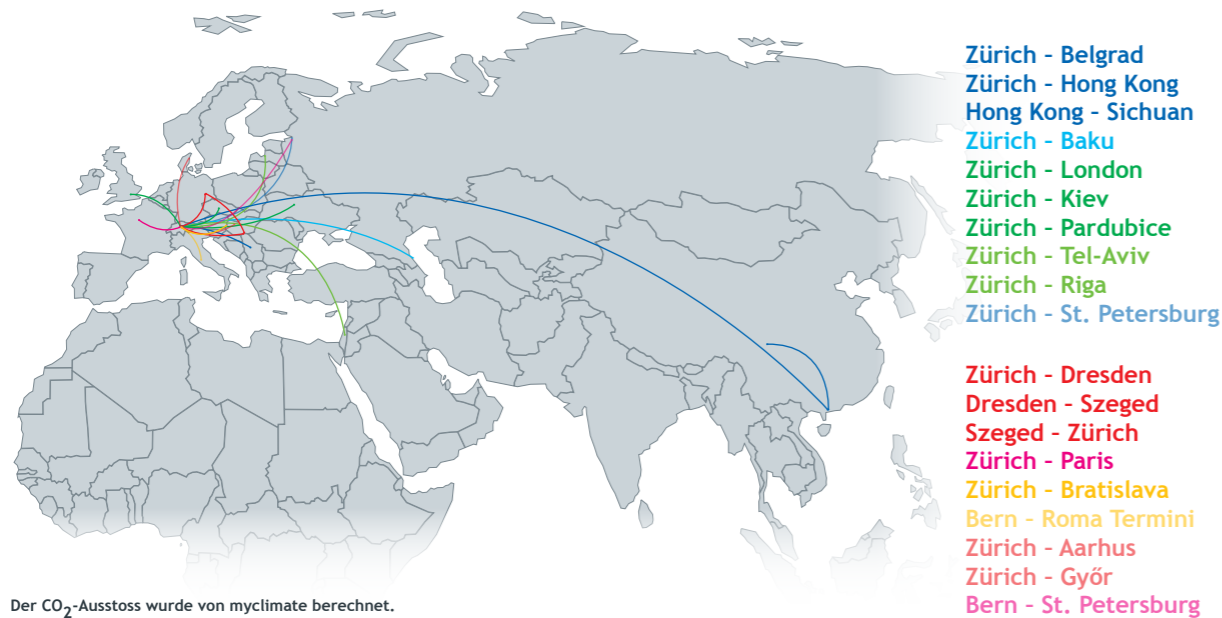 Zürich – Belgrad
Zürich – Hong Kong
Hong Kong – Sichuan
Zürich – Baku
Zürich – London
Zürich – Kiev
Zürich – Pardubice
Zürich – Tel-Aviv
Zürich – Riga
Zürich – St. Petersburg
Zürich – Dresden
Dresden – Szeged
Szeged – Zürich
Zürich – Paris
Zürich – Bratislava
Bern – Roma Termini
Zürich – Aarhus
Zürich – Győr
Bern – St. Petersburg
Der CO₂-Ausstoss wurde von myclimate berechnet.